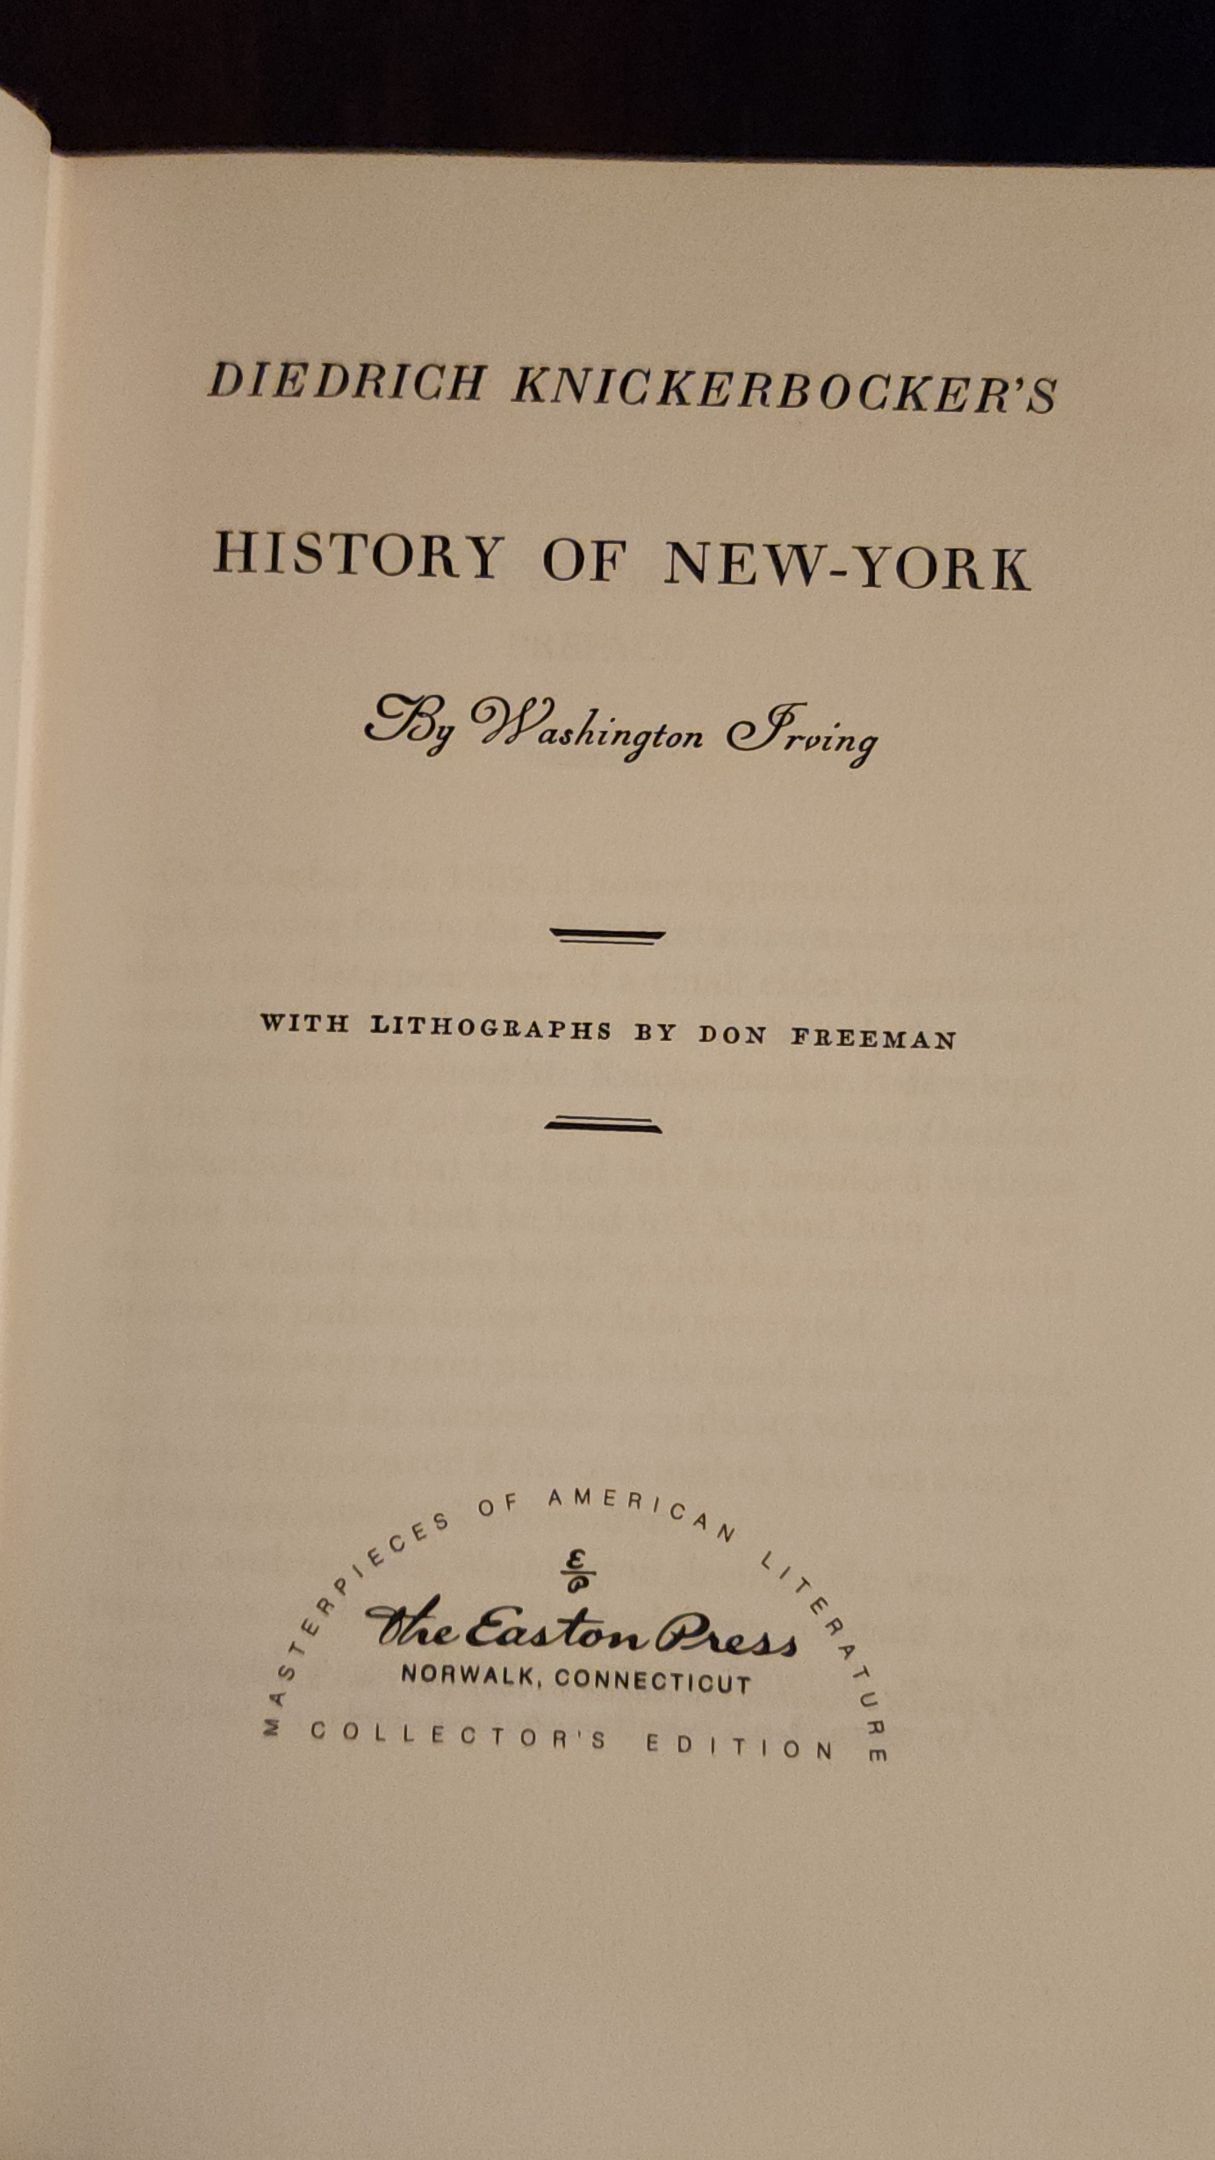 DIEDRICH KNICKERBOCKER'S
HISTORY OF NEW-YORK
By Washington Irving
WITH LITHOGRAPHS BY DON FREEMAN
MASTERPIECES OF AMERICAN LITERATURE
E/P
The Easton Press
NORWALK, CONNECTICUT
COLLECTOR'S EDITION